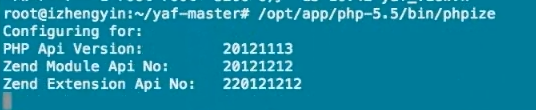 root@izhengyin:~/yaf-master# /opt/app/php-5.5/bin/phpize
Configuring for:
PHP Api Version: 20121113
Zend Module Api No: 20121212
Zend Extension Api No: 220121212